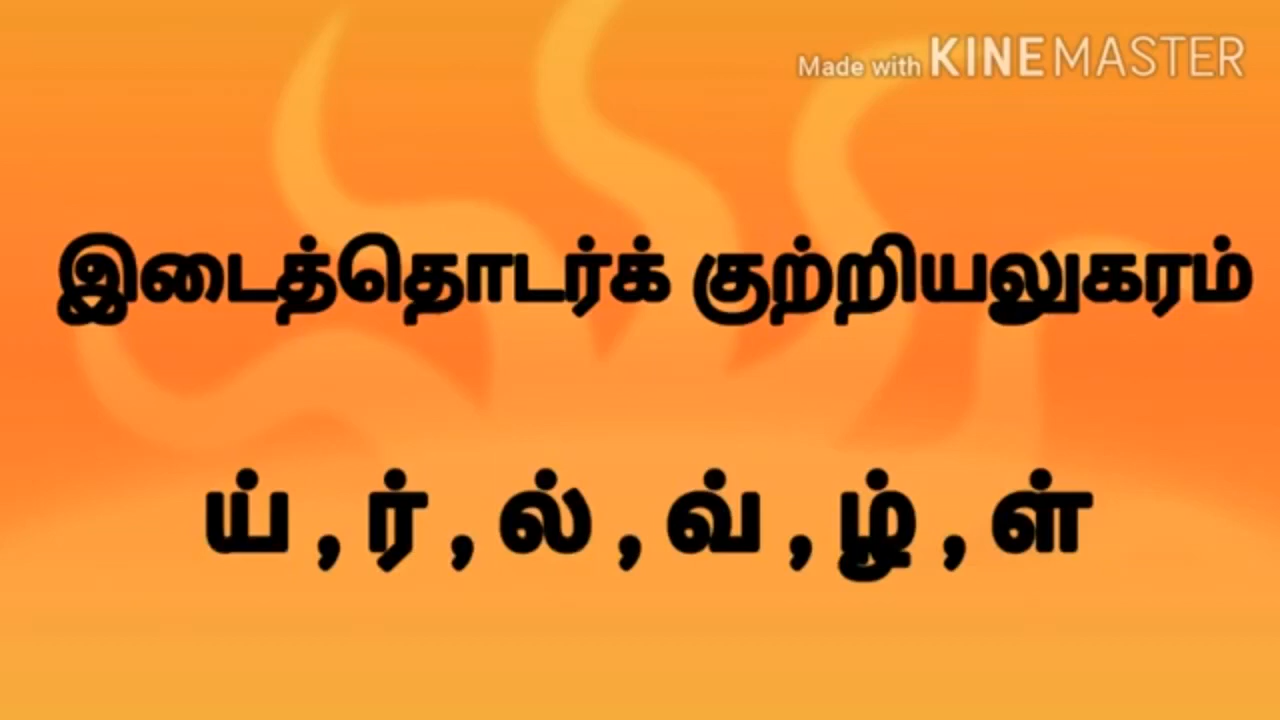 Made with KINEMASTER
இடைத்தொடர்க் குற்றியலுகரம்
ய் , ர் , ல் , வ் , ழ் , ள்